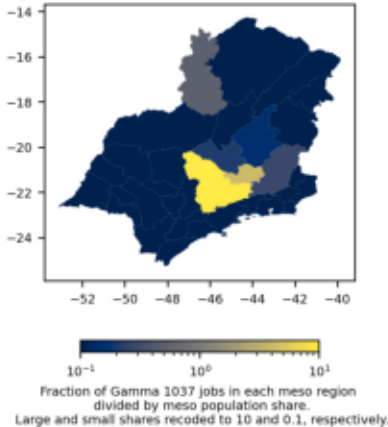 −14
−16
−18
−20
−22
−24
−52 −50 −48 −46 −44 −42 −40
10⁻¹ 10⁰ 10¹
Fraction of Gamma 1037 jobs in each meso region
divided by meso population share.
Large and small shares recoded to 10 and 0.1, respectively.